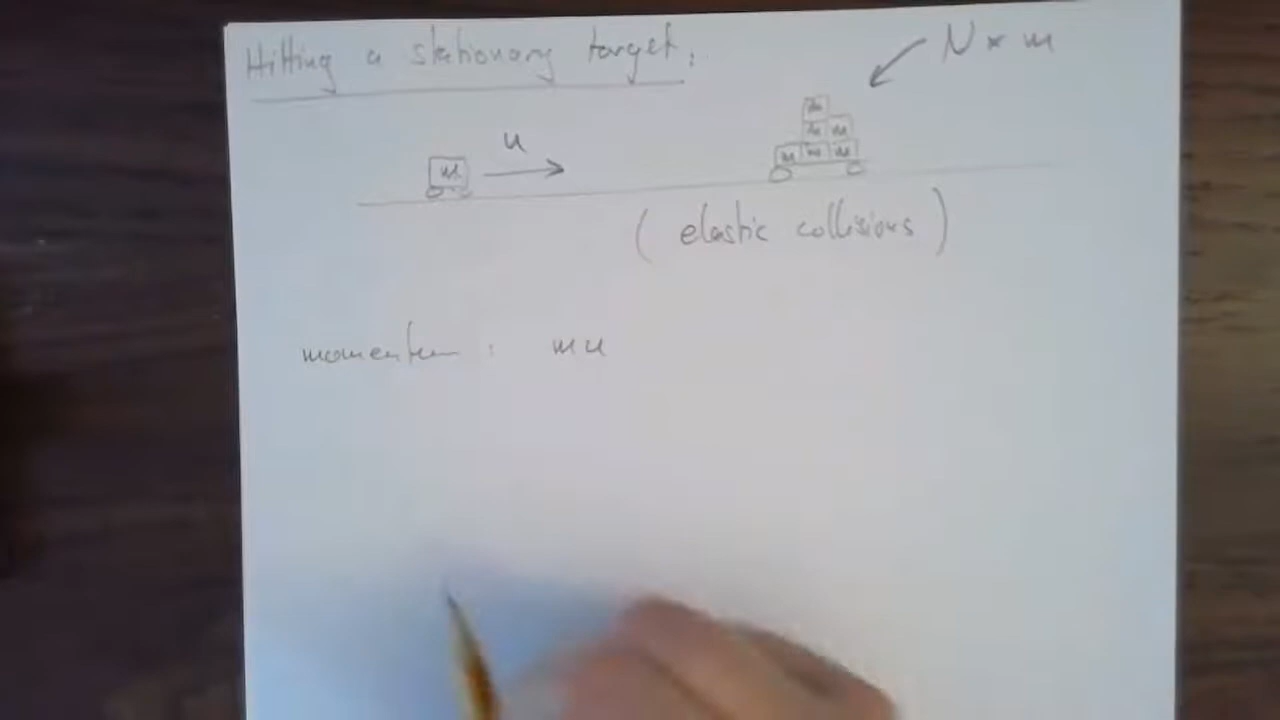 Hitting a stationary target.
N × m
u
m
m m
m m m
m
(elastic collisions)
momentum : mu